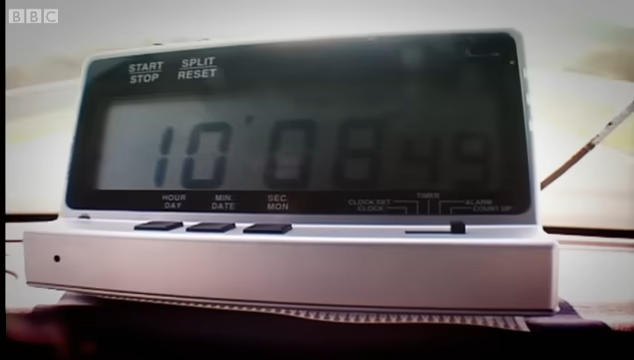 BBC
START SPLIT
STOP RESET
10'08 49
HOUR MIN. SEC.
DAY DATE MON
CLOCK SET TIMER ALARM
CLOCK COUNT UP